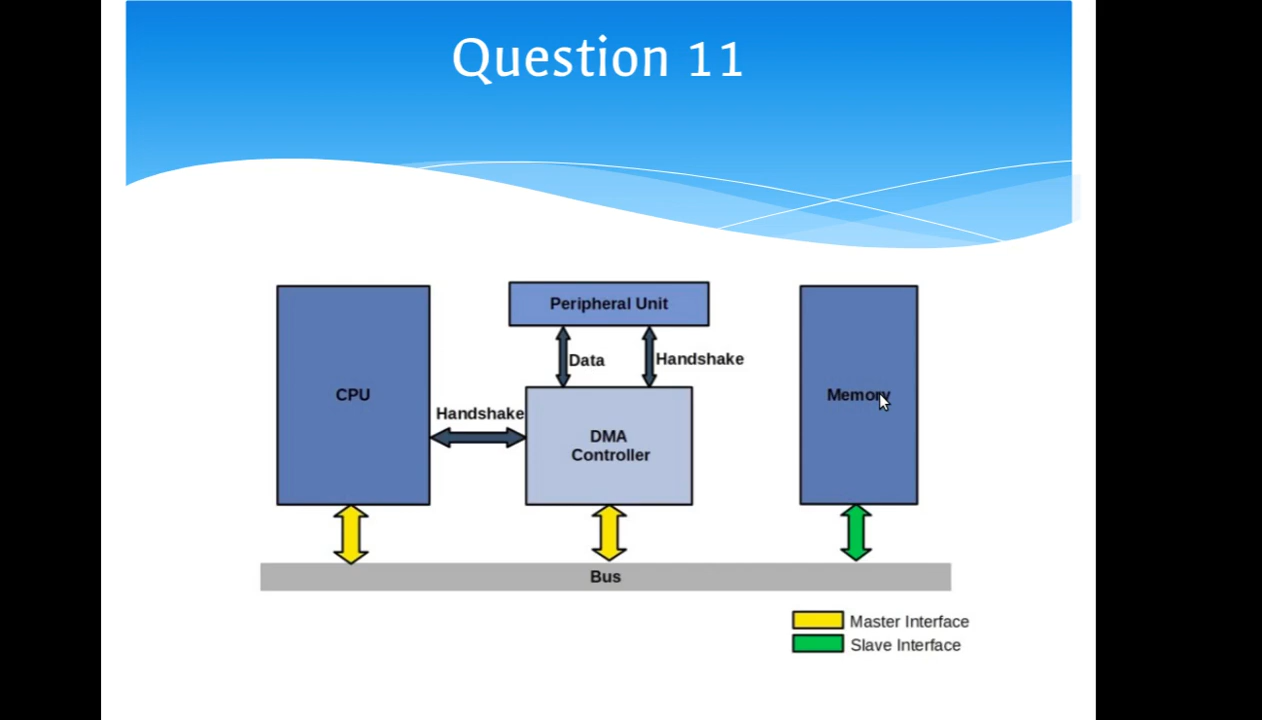 Question 11
Peripheral Unit
Data
Handshake
CPU
Memory
Handshake
DMA
Controller
Bus
Master Interface
Slave Interface